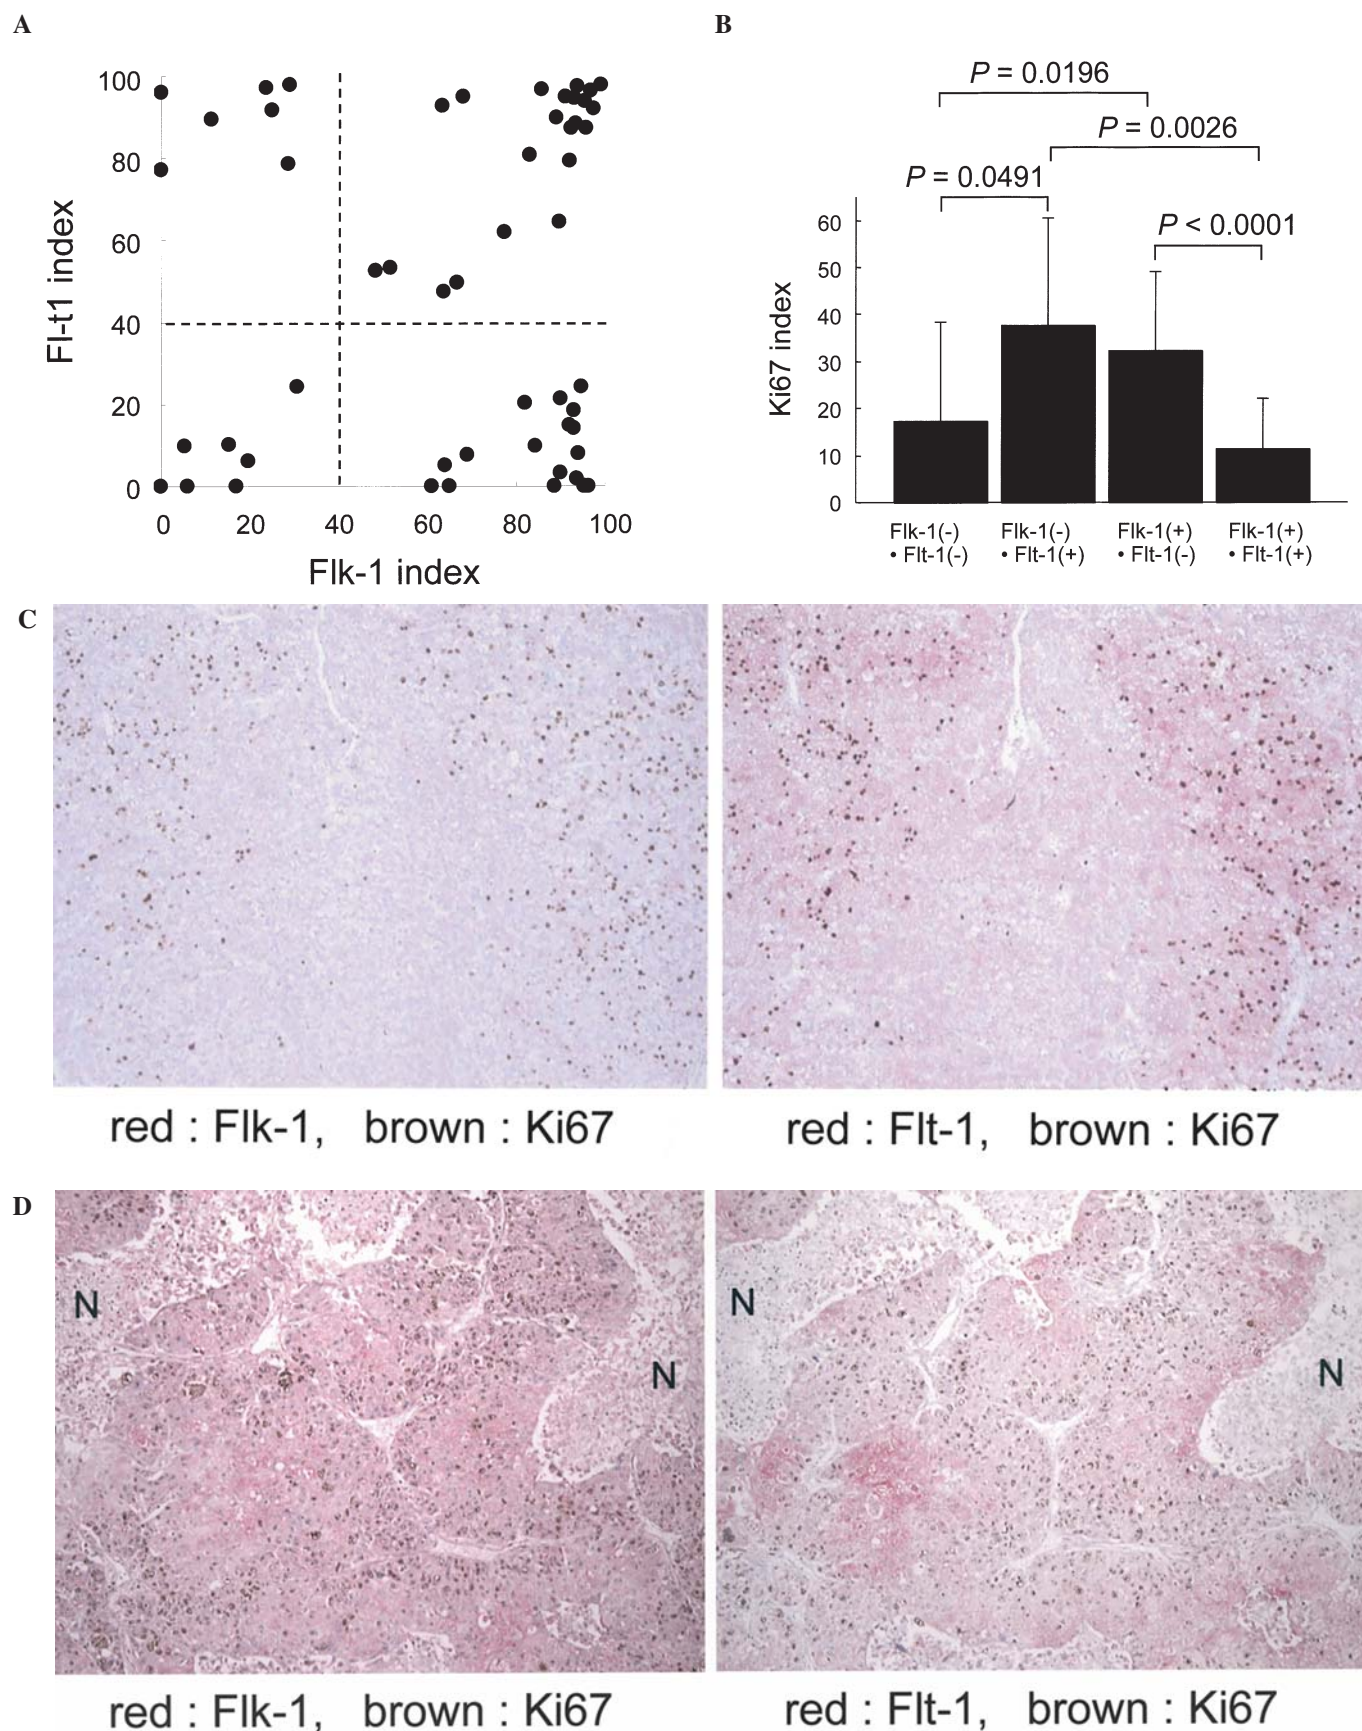 A
100
80
60
40
20
0
Fl-t1 index
0 20 40 60 80 100
Flk-1 index
B
P = 0.0196
P = 0.0026
P = 0.0491
P < 0.0001
60
50
40
30
20
10
0
Ki67 index
Flk-1(-) Flk-1(-) Flk-1(+) Flk-1(+)
• Flt-1(-) • Flt-1(+) • Flt-1(-) • Flt-1(+)
C
red : Flk-1, brown : Ki67
red : Flt-1, brown : Ki67
D
N
N
N
N
red : Flk-1, brown : Ki67
red : Flt-1, brown : Ki67